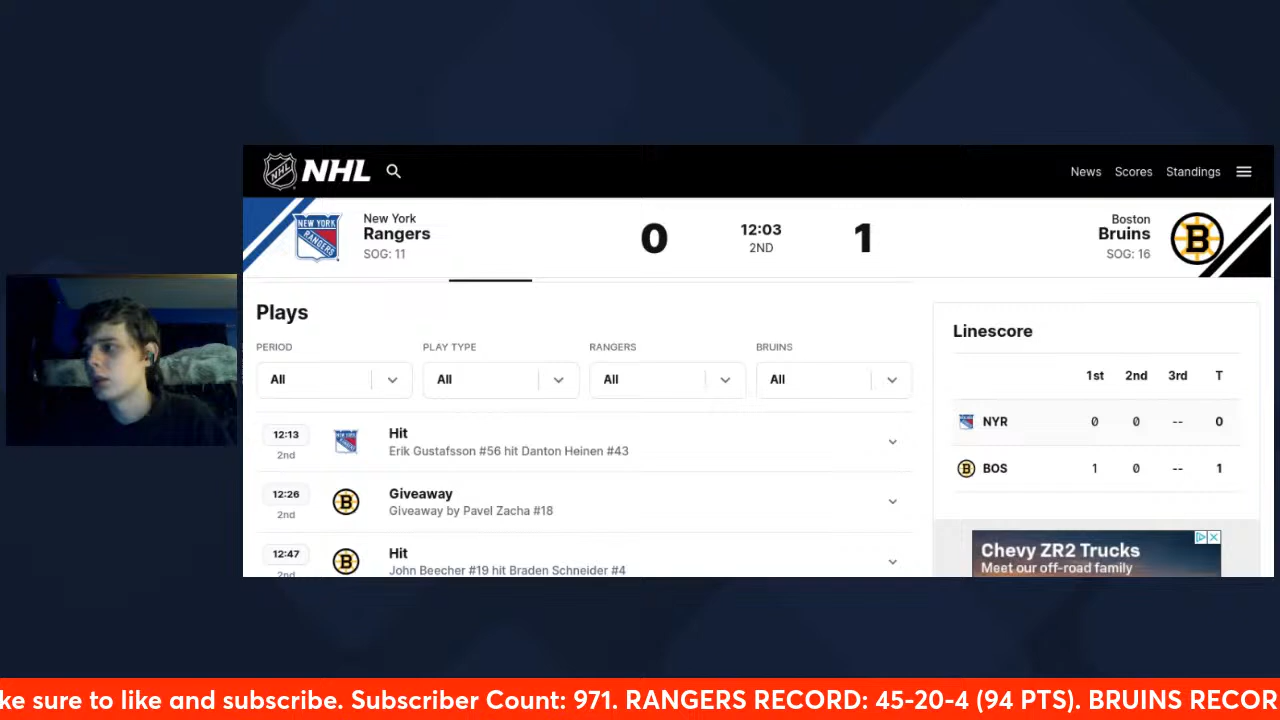 NHL
News Scores Standings
New York
Rangers
SOG: 11
0
12:03
2ND
1
Boston
Bruins
SOG: 16
Plays
PERIOD PLAY TYPE RANGERS BRUINS
All All All All
12:13
2nd
Hit
Erik Gustafsson #56 hit Danton Heinen #43
12:26
2nd
Giveaway
Giveaway by Pavel Zacha #18
12:47
2nd
Hit
John Beecher #19 hit Braden Schneider #4
Linescore
1st 2nd 3rd T
NYR 0 0 -- 0
BOS 1 0 -- 1
Chevy ZR2 Trucks
Meet our off-road family
ke sure to like and subscribe. Subscriber Count: 971. RANGERS RECORD: 45-20-4 (94 PTS). BRUINS RECOR